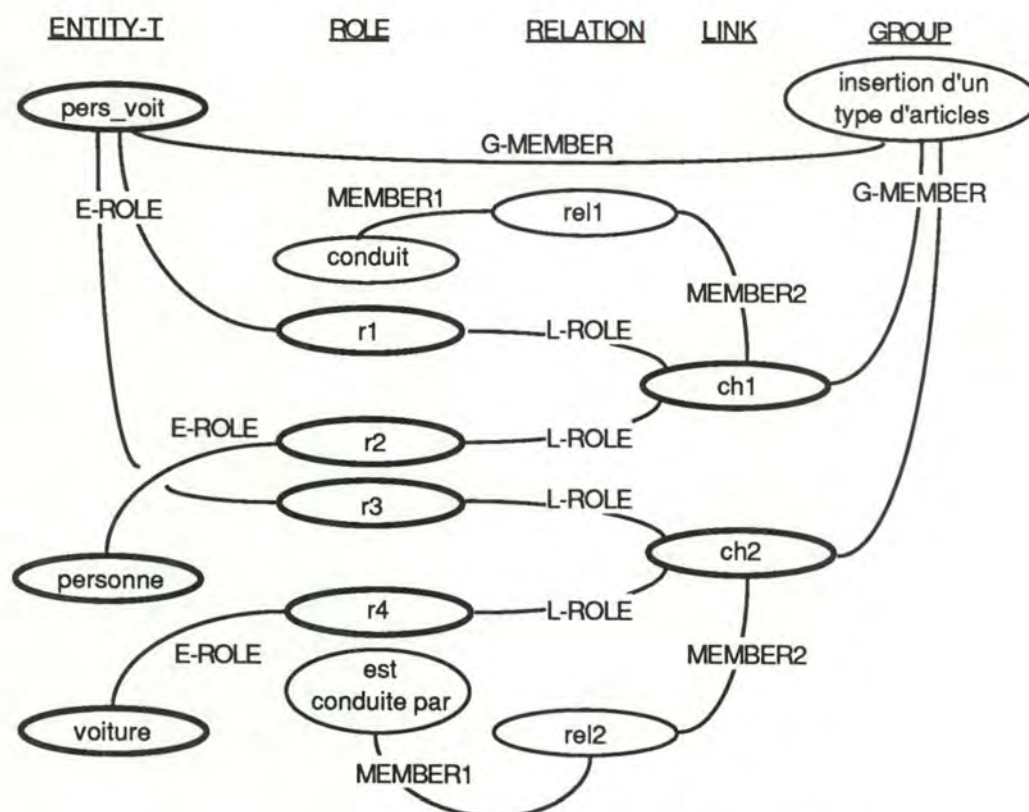 ENTITY-T ROLE RELATION LINK GROUP
insertion d'un
type d'articles
pers_voit
G-MEMBER
MEMBER1
rel1
G-MEMBER
E-ROLE
conduit
MEMBER2
r1
L-ROLE
ch1
E-ROLE
r2
L-ROLE
r3
L-ROLE
ch2
personne
r4
L-ROLE
E-ROLE
MEMBER2
est
conduite par
voiture
rel2
MEMBER1